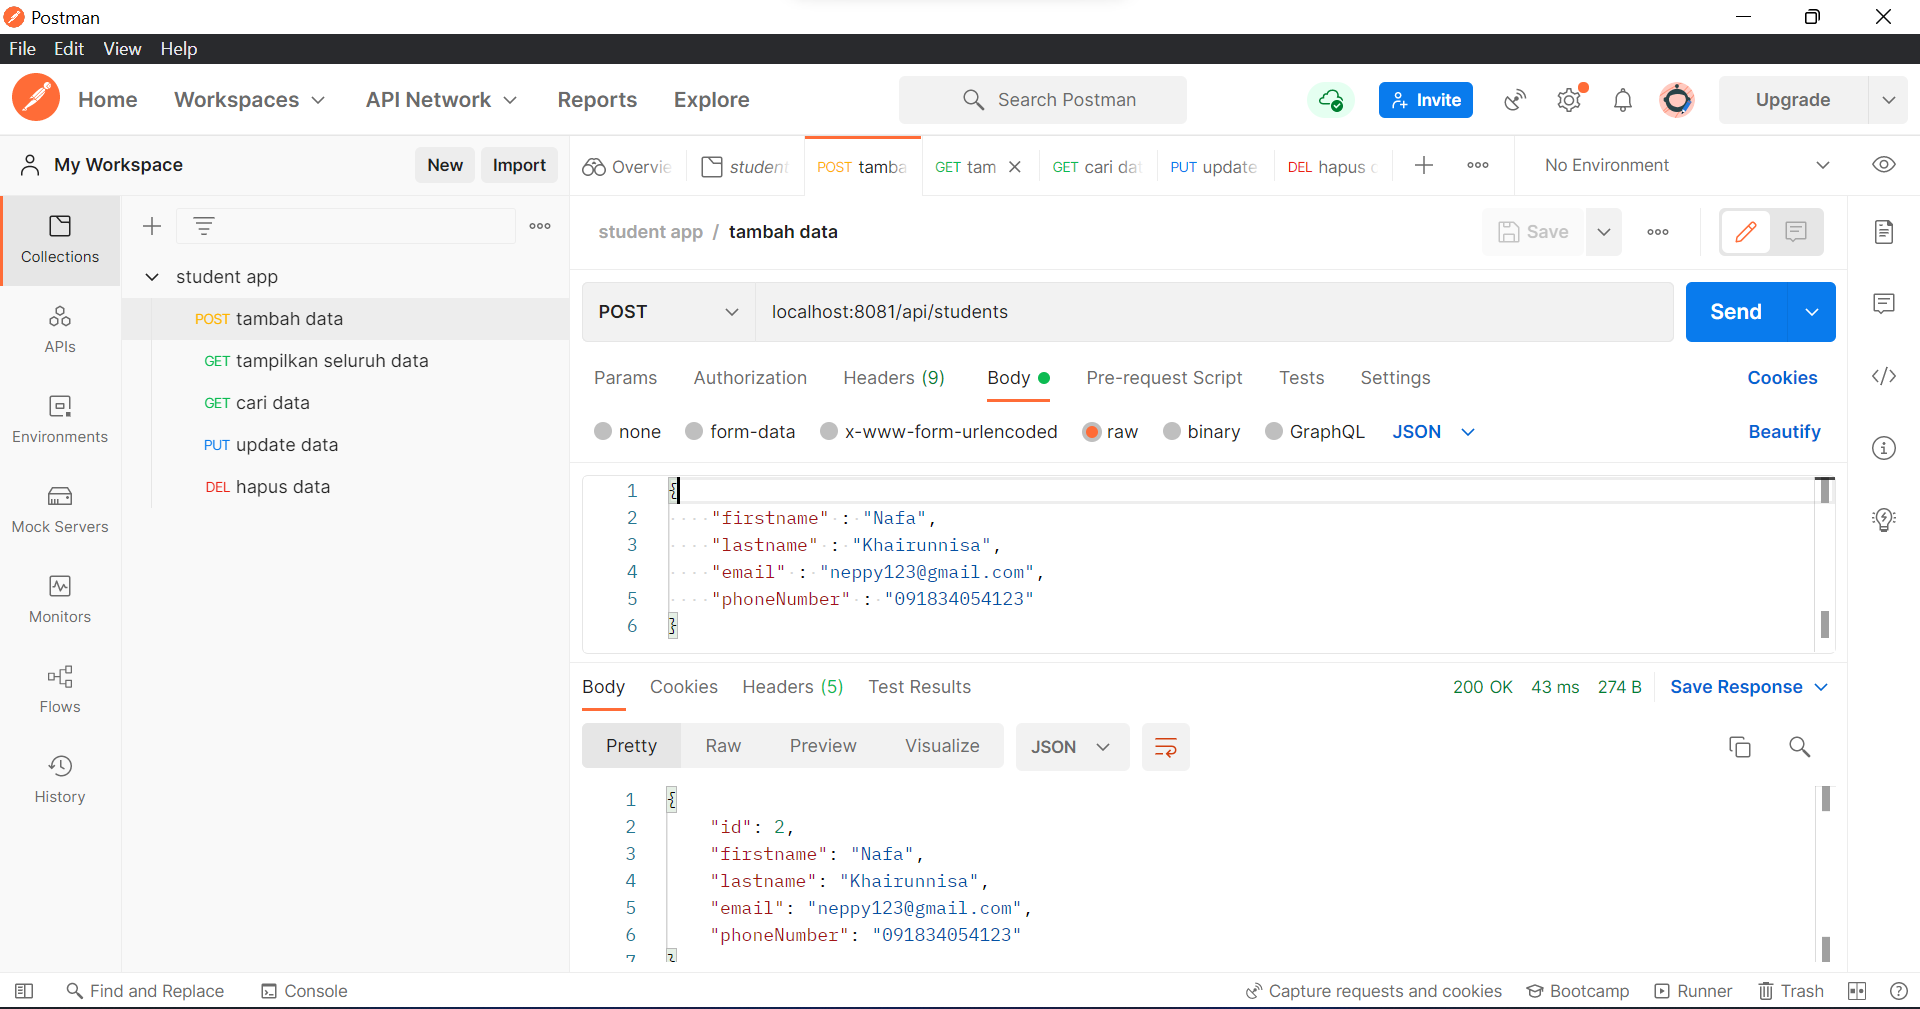 Postman
File Edit View Help
Home Workspaces API Network Reports Explore Search Postman Invite Upgrade
My Workspace New Import
Overvie student POST tamba GET tam GET cari dat PUT update DEL hapus No Environment
Collections
APIs
Environments
Mock Servers
Monitors
Flows
History
student app
POST tambah data
GET tampilkan seluruh data
GET cari data
PUT update data
DEL hapus data
student app / tambah data Save
POST localhost:8081/api/students Send
Params Authorization Headers (9) Body Pre-request Script Tests Settings Cookies
none form-data x-www-form-urlencoded raw binary GraphQL JSON Beautify
1 {
2 "firstname" : "Nafa",
3 "lastname" : "Khairunnisa",
4 "email" : "neppy123@gmail.com",
5 "phoneNumber" : "091834054123"
6 }
Body Cookies Headers (5) Test Results 200 OK 43 ms 274 B Save Response
Pretty Raw Preview Visualize JSON
1 {
2 "id": 2,
3 "firstname": "Nafa",
4 "lastname": "Khairunnisa",
5 "email": "neppy123@gmail.com",
6 "phoneNumber": "091834054123"
7 }
Find and Replace Console Capture requests and cookies Bootcamp Runner Trash